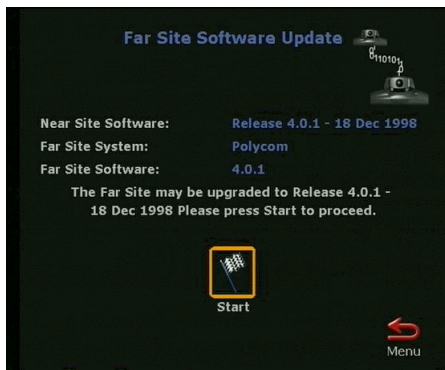 Far Site Software Update
110101
Near Site Software: Release 4.0.1 - 18 Dec 1998
Far Site System: Polycom
Far Site Software: 4.0.1
The Far Site may be upgraded to Release 4.0.1 -
18 Dec 1998 Please press Start to proceed.
Start
Menu